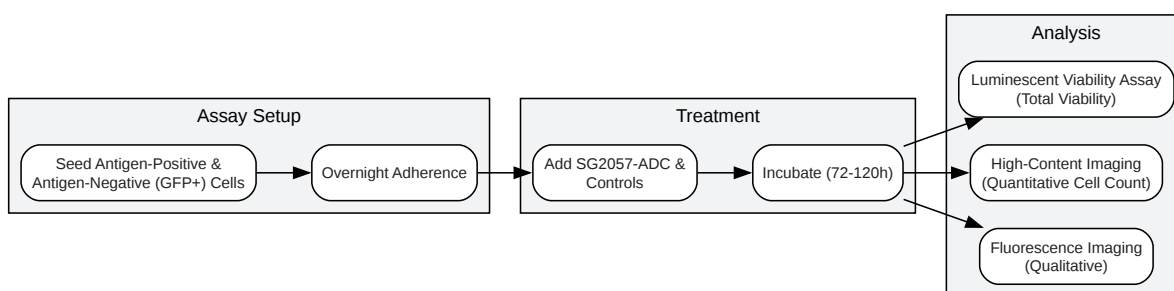 Assay Setup
Seed Antigen-Positive &
Antigen-Negative (GFP+) Cells
Overnight Adherence
Treatment
Add SG2057-ADC &
Controls
Incubate (72-120h)
Analysis
Luminescent Viability Assay
(Total Viability)
High-Content Imaging
(Quantitative Cell Count)
Fluorescence Imaging
(Qualitative)